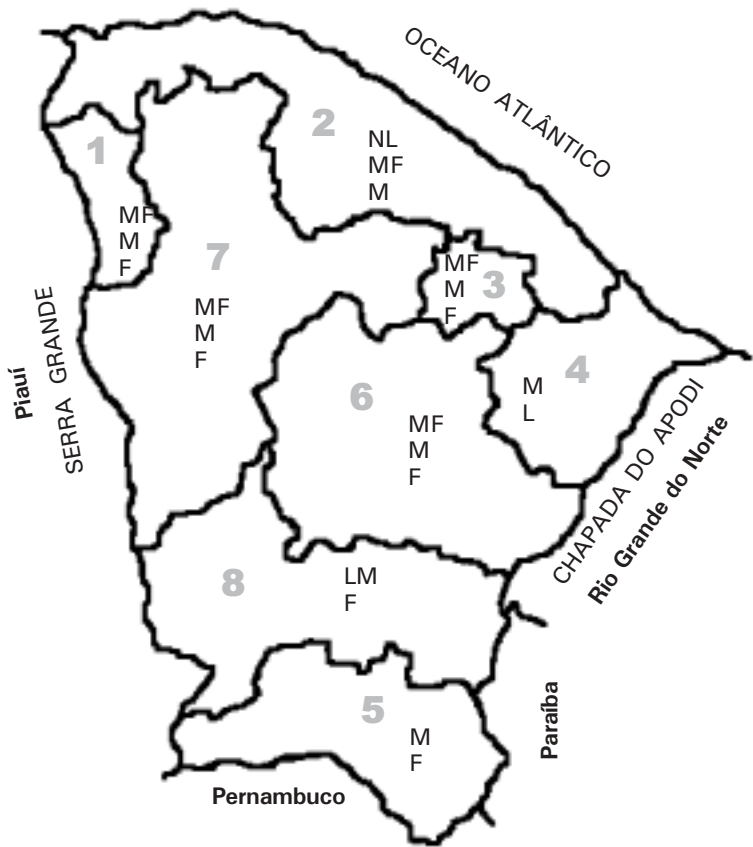 OCEANO ATLÂNTICO
1
MF
M
F
2
NL
MF
M
7
MF
M
F
MF
M
F
3
4
M
L
6
MF
M
F
8
LM
F
5
M
F
Piauí
SERRA GRANDE
CHAPADA DO APODI
Rio Grande do Norte
Paraíba
Pernambuco